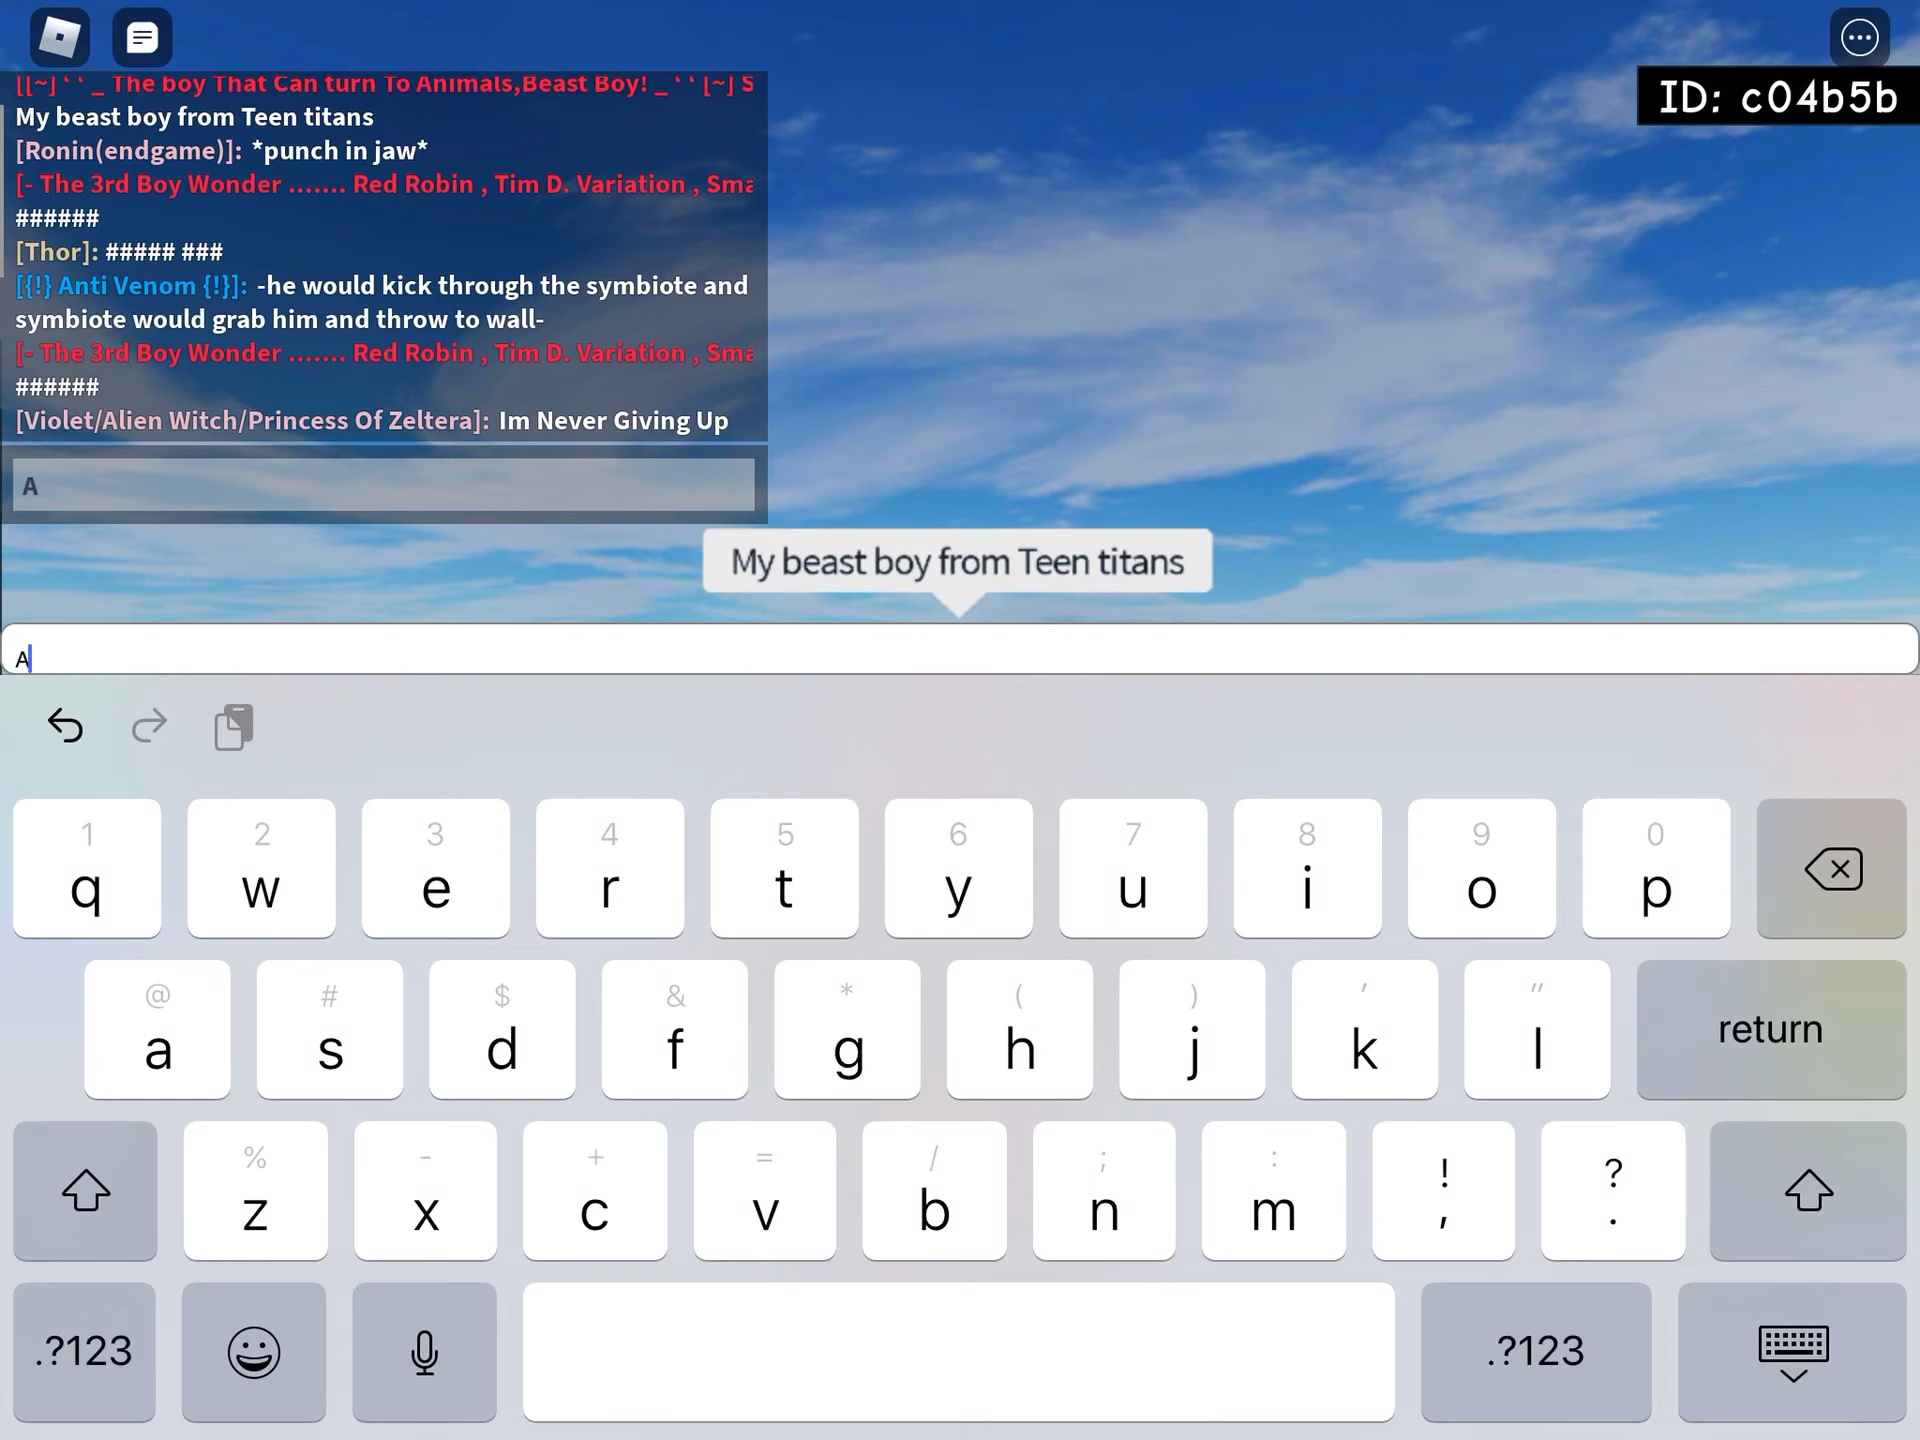 ID: c04b5b
[[~] ‘ ‘ _ The boy That Can turn To Animals,Beast Boy! _ ‘ ‘ [~] S
My beast boy from Teen titans
[Ronin(endgame)]: *punch in jaw*
[- The 3rd Boy Wonder ....... Red Robin , Tim D. Variation , Sma
######
[Thor]: ##### ###
[{!} Anti Venom {!}]: -he would kick through the symbiote and
symbiote would grab him and throw to wall-
[- The 3rd Boy Wonder ....... Red Robin , Tim D. Variation , Sma
######
[Violet/Alien Witch/Princess Of Zeltera]: Im Never Giving Up
A
My beast boy from Teen titans
A
1 2 3 4 5 6 7 8 9 0
q w e r t y u i o p
@ # $ & * ( ) ' "
a s d f g h j k l return
% - + = / ; : ! ?
z x c v b n m , .
.?123 .?123